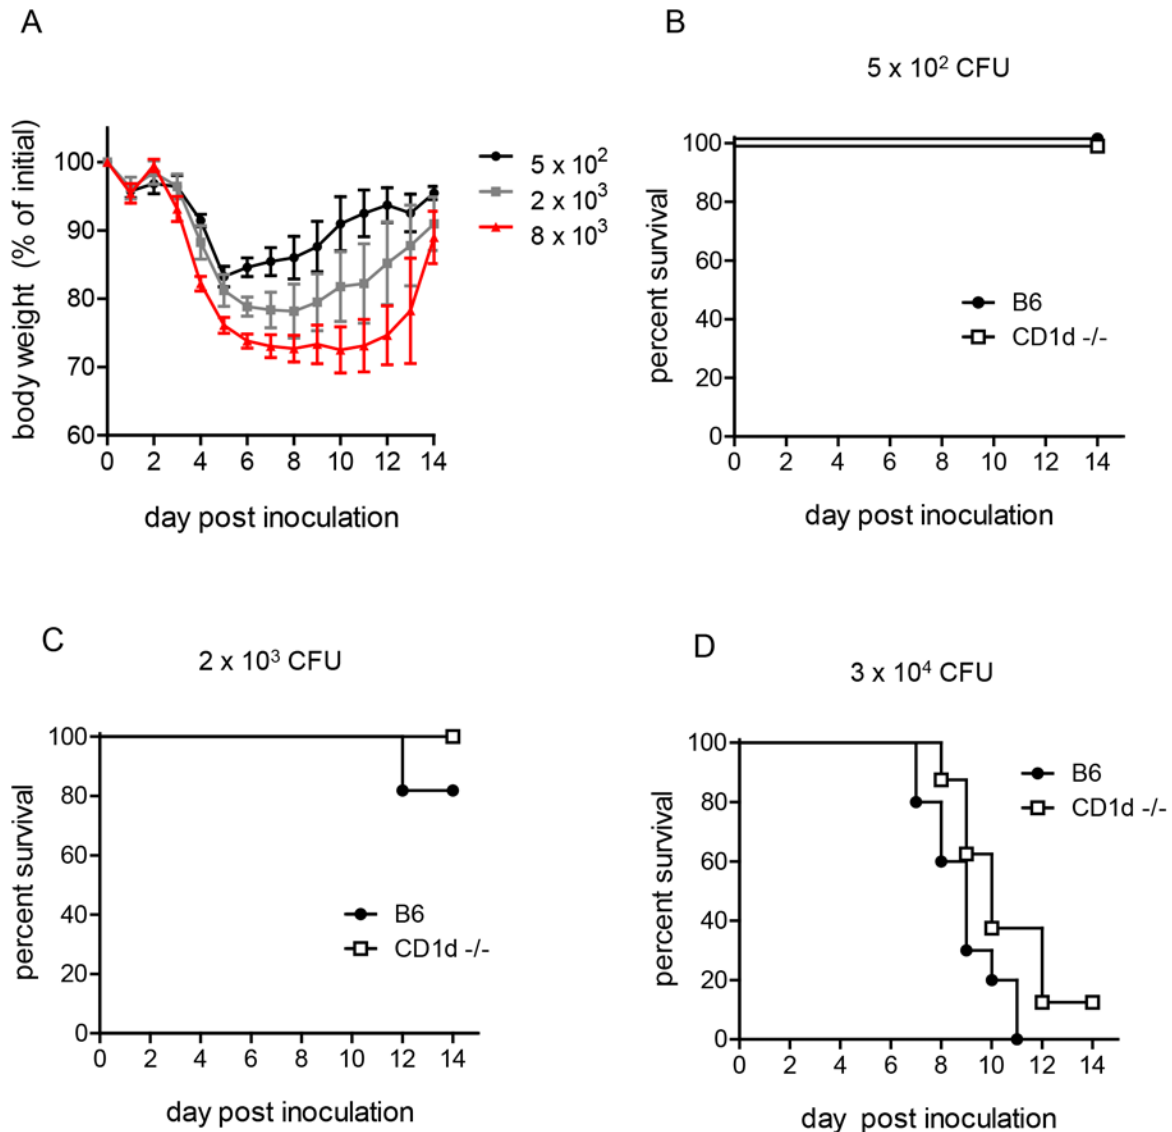 A
body weight (% of initial)
100
90
80
70
60
0 2 4 6 8 10 12 14
day post inoculation
5 x 10²
2 x 10³
8 x 10³
B
5 x 10² CFU
percent survival
100
80
60
40
20
0
0 2 4 6 8 10 12 14
day post inoculation
B6
CD1d -/-
C
2 x 10³ CFU
percent survival
100
80
60
40
20
0
0 2 4 6 8 10 12 14
day post inoculation
B6
CD1d -/-
D
3 x 10⁴ CFU
percent survival
100
80
60
40
20
0
0 2 4 6 8 10 12 14
day post inoculation
B6
CD1d -/-